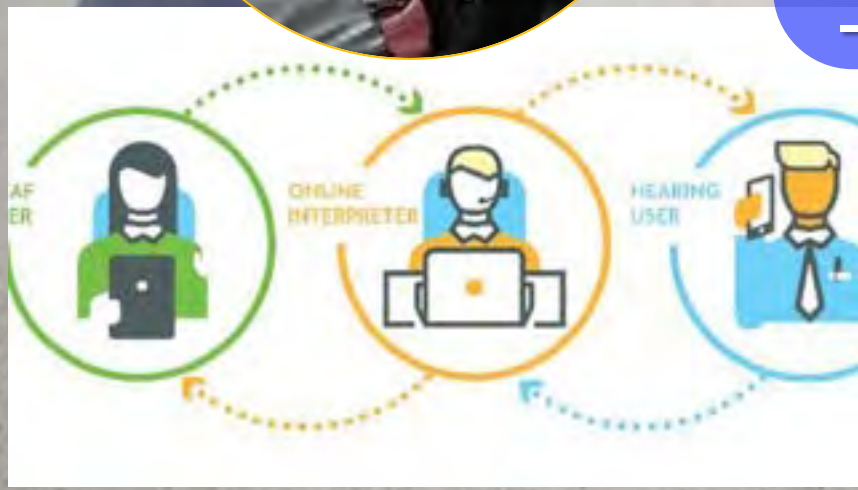 AF
ER
ONLINE
INTERPRETER
HEARING
USER